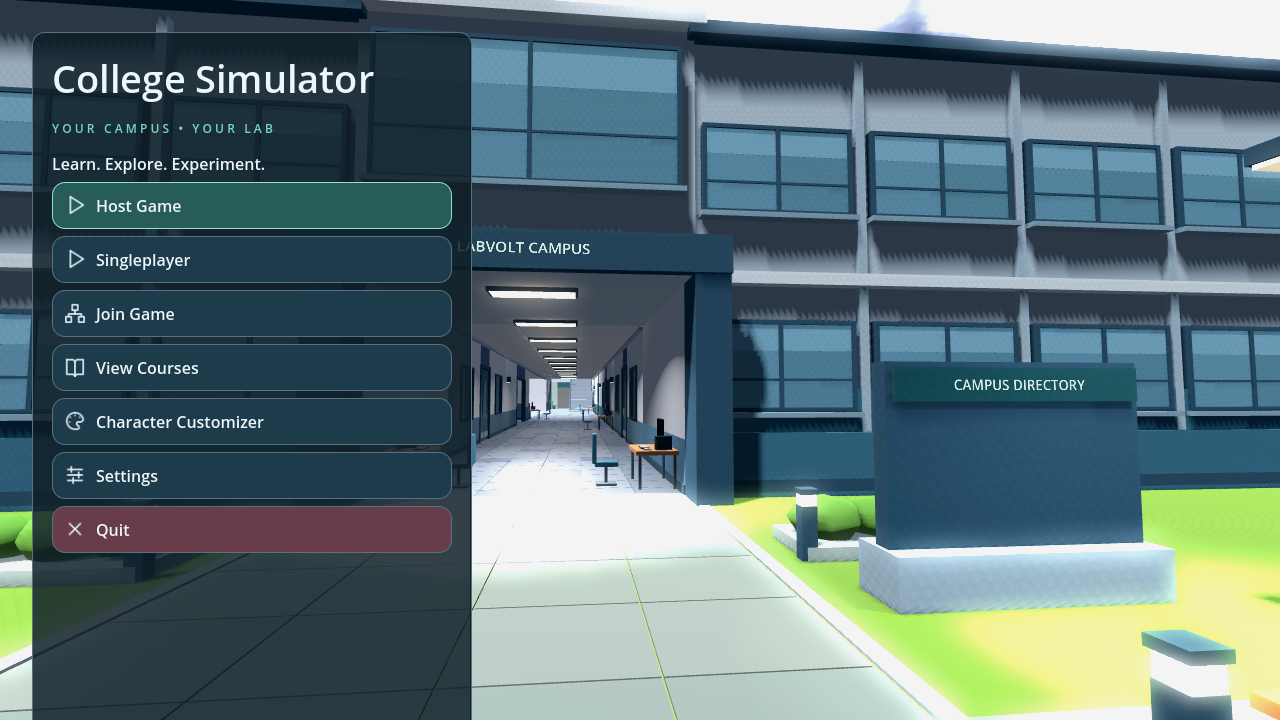 College Simulator
YOUR CAMPUS • YOUR LAB
Learn. Explore. Experiment.
Host Game
Singleplayer
LABVOLT CAMPUS
Join Game
View Courses
CAMPUS DIRECTORY
Character Customizer
Settings
Quit